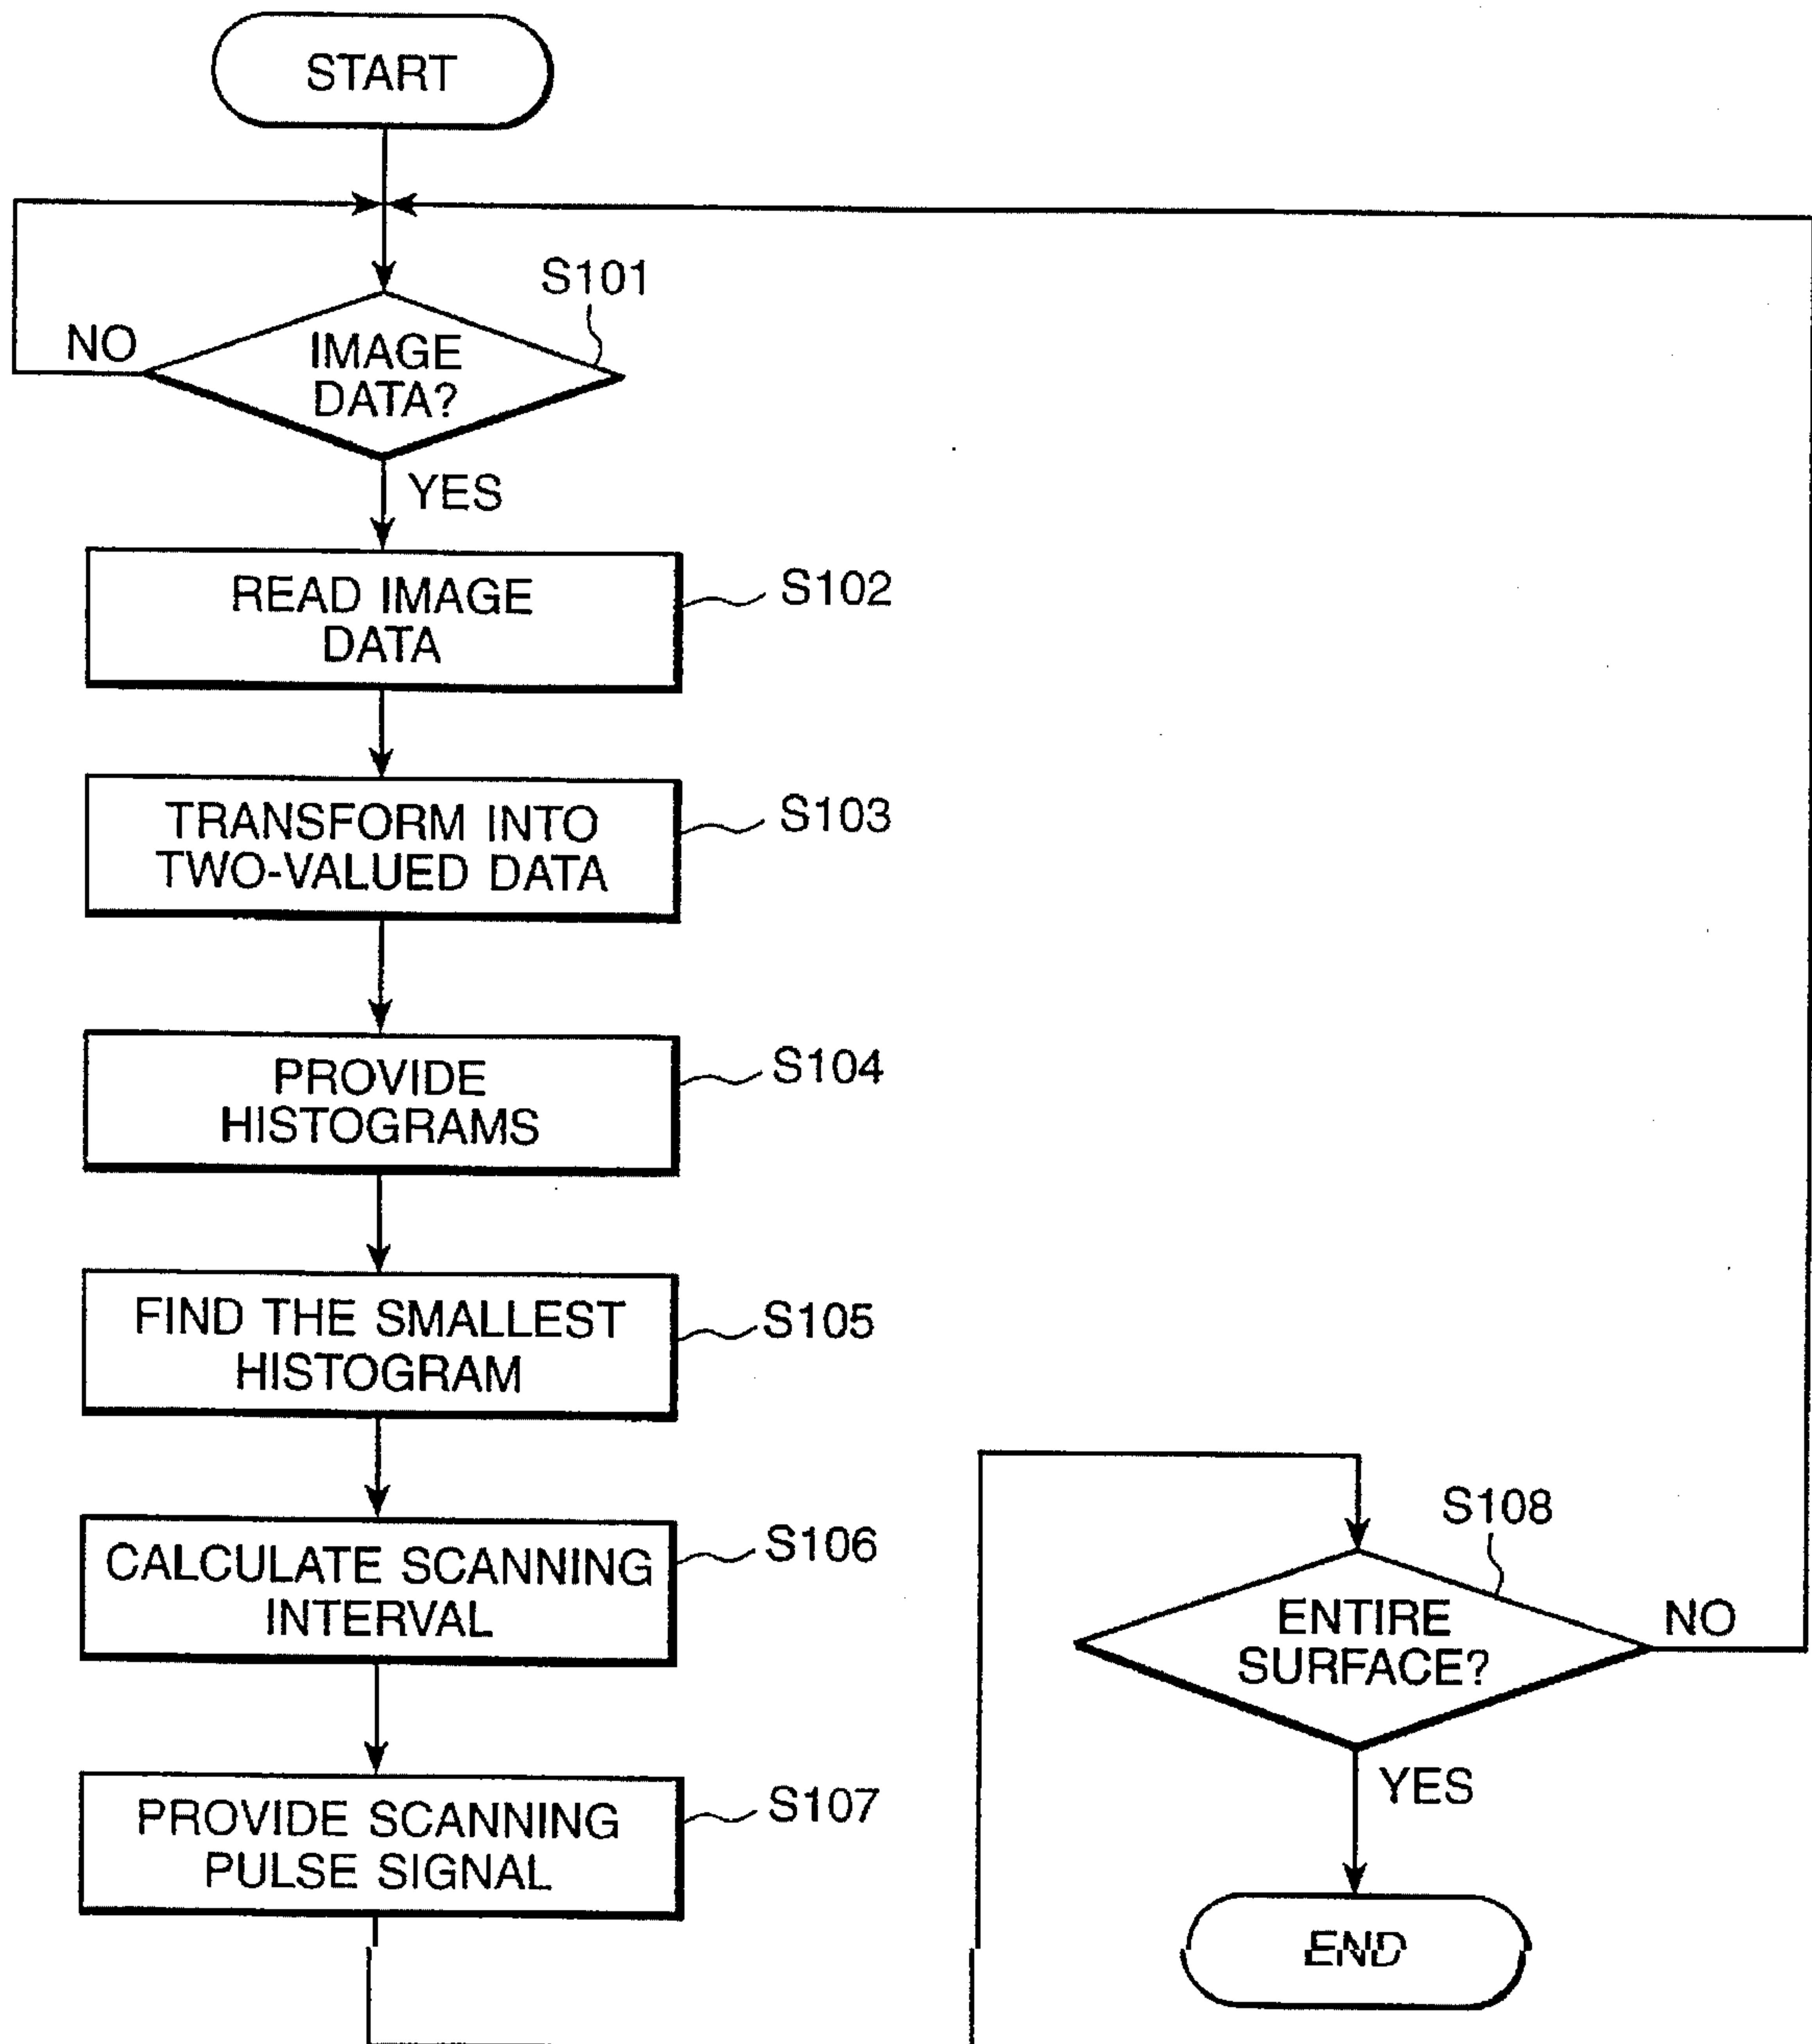 START
S101
NO
IMAGE
DATA?
YES
READ IMAGE
DATA
S102
TRANSFORM INTO
TWO-VALUED DATA
S103
PROVIDE
HISTOGRAMS
S104
FIND THE SMALLEST
HISTOGRAM
S105
CALCULATE SCANNING
INTERVAL
S106
PROVIDE SCANNING
PULSE SIGNAL
S107
S108
ENTIRE
SURFACE?
NO
YES
END